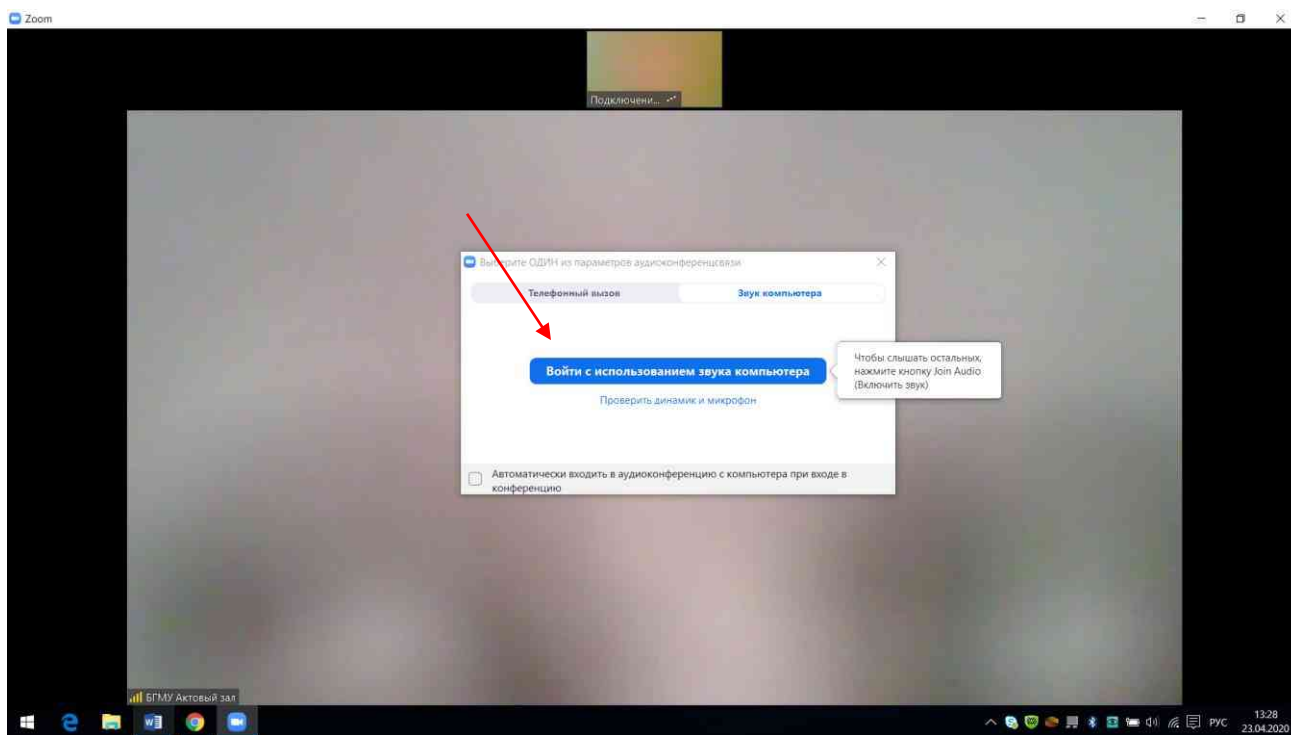 Zoom
Подключени...
Выберите ОДИН из параметров аудиоконференцсвязи
Телефонный вызов
Звук компьютера
Войти с использованием звука компьютера
Чтобы слышать остальных,
нажмите кнопку Join Audio
(Включить звук)
Проверить динамик и микрофон
Автоматически входить в аудиоконференцию с компьютера при входе в
конференцию
БГМУ Актовый зал
РУС
13:28
23.04.2020